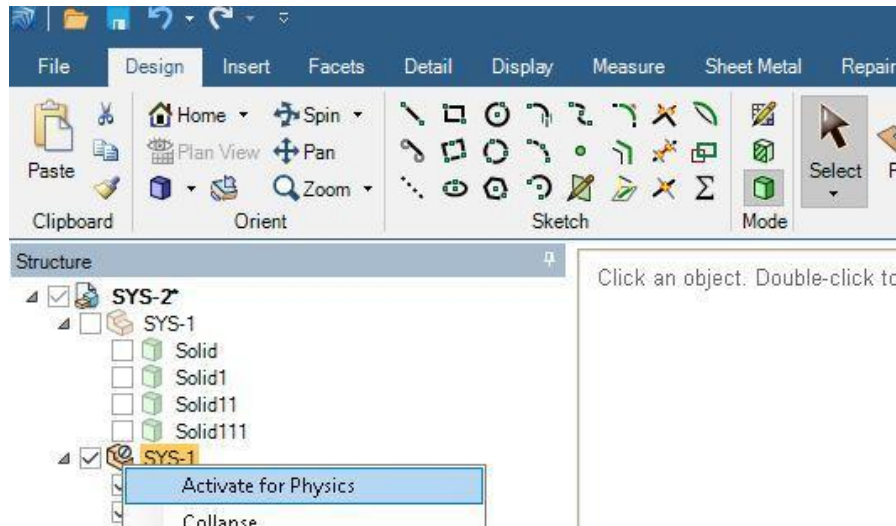 File Design Insert Facets Detail Display Measure Sheet Metal Repair
Home Spin
Plan View Pan
Paste Select
Zoom
Clipboard Orient Sketch Mode
Structure
Click an object. Double-click to
SYS-2*
SYS-1
Solid
Solid1
Solid11
Solid111
SYS-1
Activate for Physics
Collapse